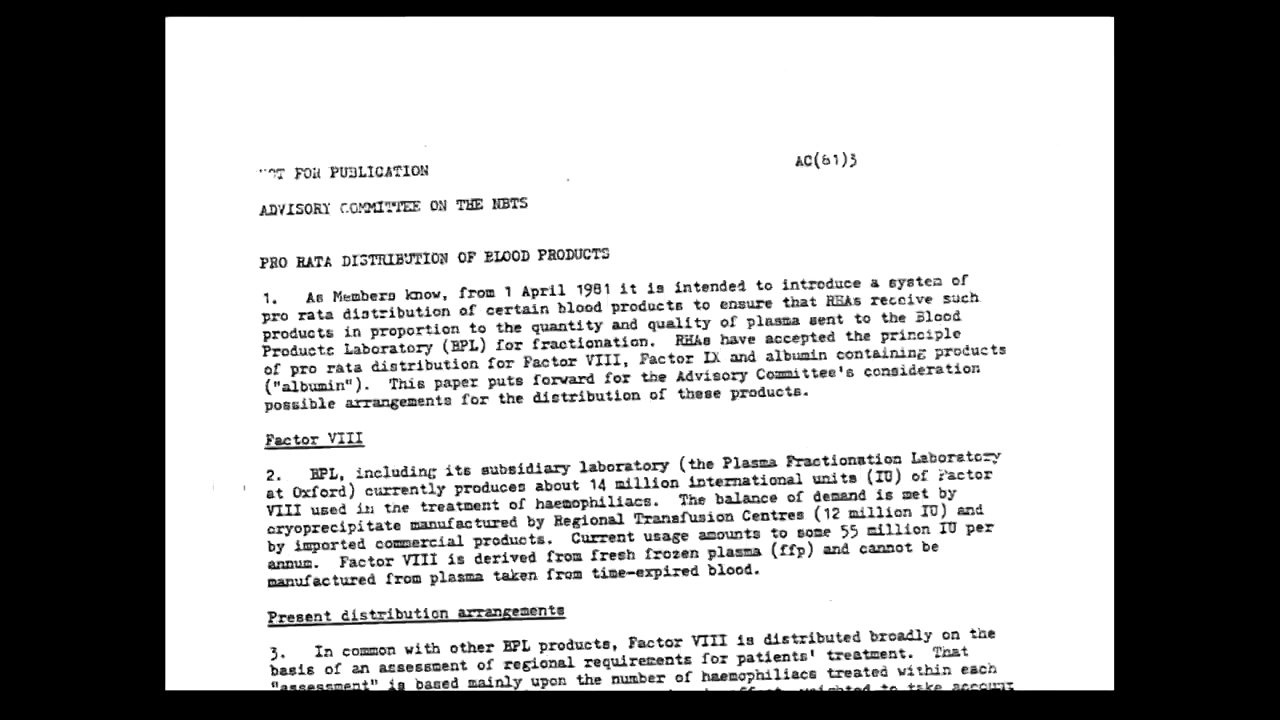 NOT FOR PUBLICATION
AC(81)3
ADVISORY COMMITTEE ON THE NBTS
PRO RATA DISTRIBUTION OF BLOOD PRODUCTS
1. As Members know, from 1 April 1981 it is intended to introduce a system of
pro rata distribution of certain blood products to ensure that RHAs receive such
products in proportion to the quantity and quality of plasma sent to the Blood
Products Laboratory (BPL) for fractionation. RHAs have accepted the principle
of pro rata distribution for Factor VIII, Factor IX and albumin containing products
("albumin"). This paper puts forward for the Advisory Committee's consideration
possible arrangements for the distribution of these products.
Factor VIII
2. BPL, including its subsidiary laboratory (the Plasma Fractionation Laboratory
at Oxford) currently produces about 14 million international units (IU) of Factor
VIII used in the treatment of haemophiliacs. The balance of demand is met by
cryoprecipitate manufactured by Regional Transfusion Centres (12 million IU) and
by imported commercial products. Current usage amounts to some 55 million IU per
annum. Factor VIII is derived from fresh frozen plasma (ffp) and cannot be
manufactured from plasma taken from time-expired blood.
Present distribution arrangements
3. In common with other BPL products, Factor VIII is distributed broadly on the
basis of an assessment of regional requirements for patients' treatment. That
"assessment" is based mainly upon the number of haemophiliacs treated within each
effect, weighted to take account